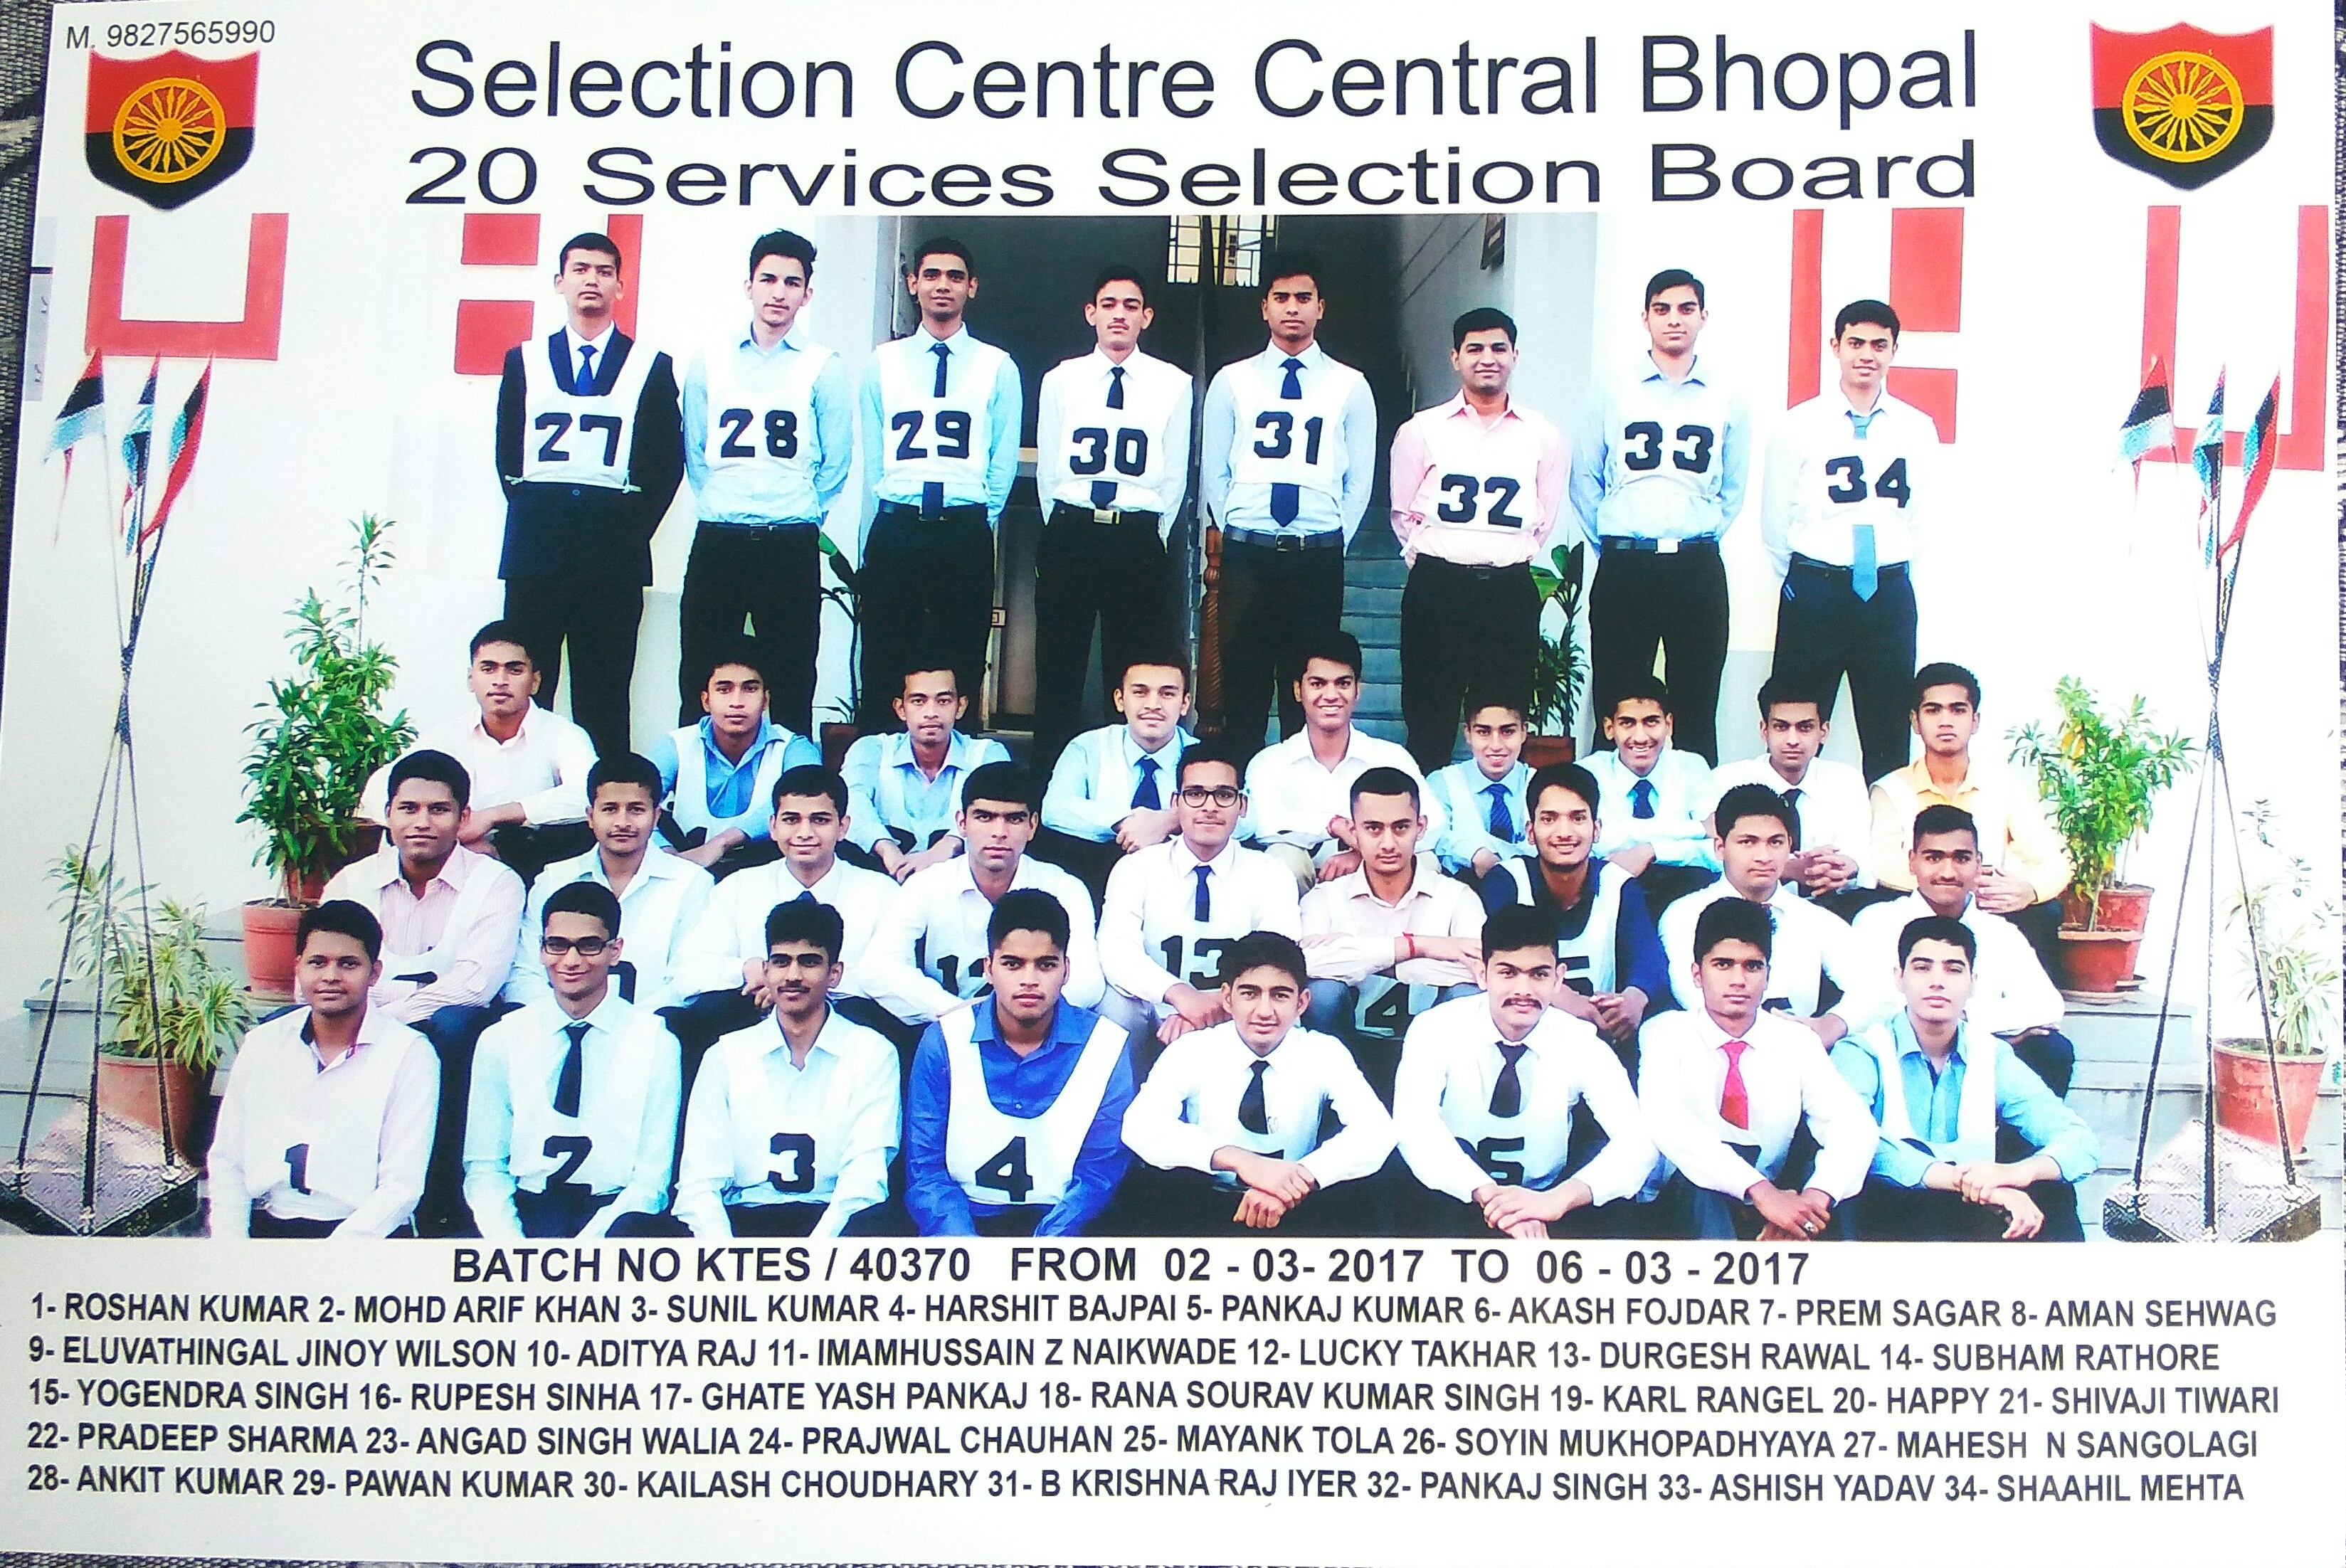 M. 9827565990
Selection Centre Central Bhopal
20 Services Selection Board
27 28 29 30 31 32 33 34
13
1 2 3 4
BATCH NO KTES / 40370 FROM 02 - 03- 2017 TO 06 - 03 - 2017
1- ROSHAN KUMAR 2- MOHD ARIF KHAN 3- SUNIL KUMAR 4- HARSHIT BAJPAI 5- PANKAJ KUMAR 6- AKASH FOJDAR 7- PREM SAGAR 8- AMAN SEHWAG
9- ELUVATHINGAL JINOY WILSON 10- ADITYA RAJ 11- IMAMHUSSAIN Z NAIKWADE 12- LUCKY TAKHAR 13- DURGESH RAWAL 14- SUBHAM RATHORE
15- YOGENDRA SINGH 16- RUPESH SINHA 17- GHATE YASH PANKAJ 18- RANA SOURAV KUMAR SINGH 19- KARL RANGEL 20- HAPPY 21- SHIVAJI TIWARI
22- PRADEEP SHARMA 23- ANGAD SINGH WALIA 24- PRAJWAL CHAUHAN 25- MAYANK TOLA 26- SOYIN MUKHOPADHYAYA 27- MAHESH N SANGOLAGI
28- ANKIT KUMAR 29- PAWAN KUMAR 30- KAILASH CHOUDHARY 31- B KRISHNA RAJ IYER 32- PANKAJ SINGH 33- ASHISH YADAV 34- SHAAHIL MEHTA